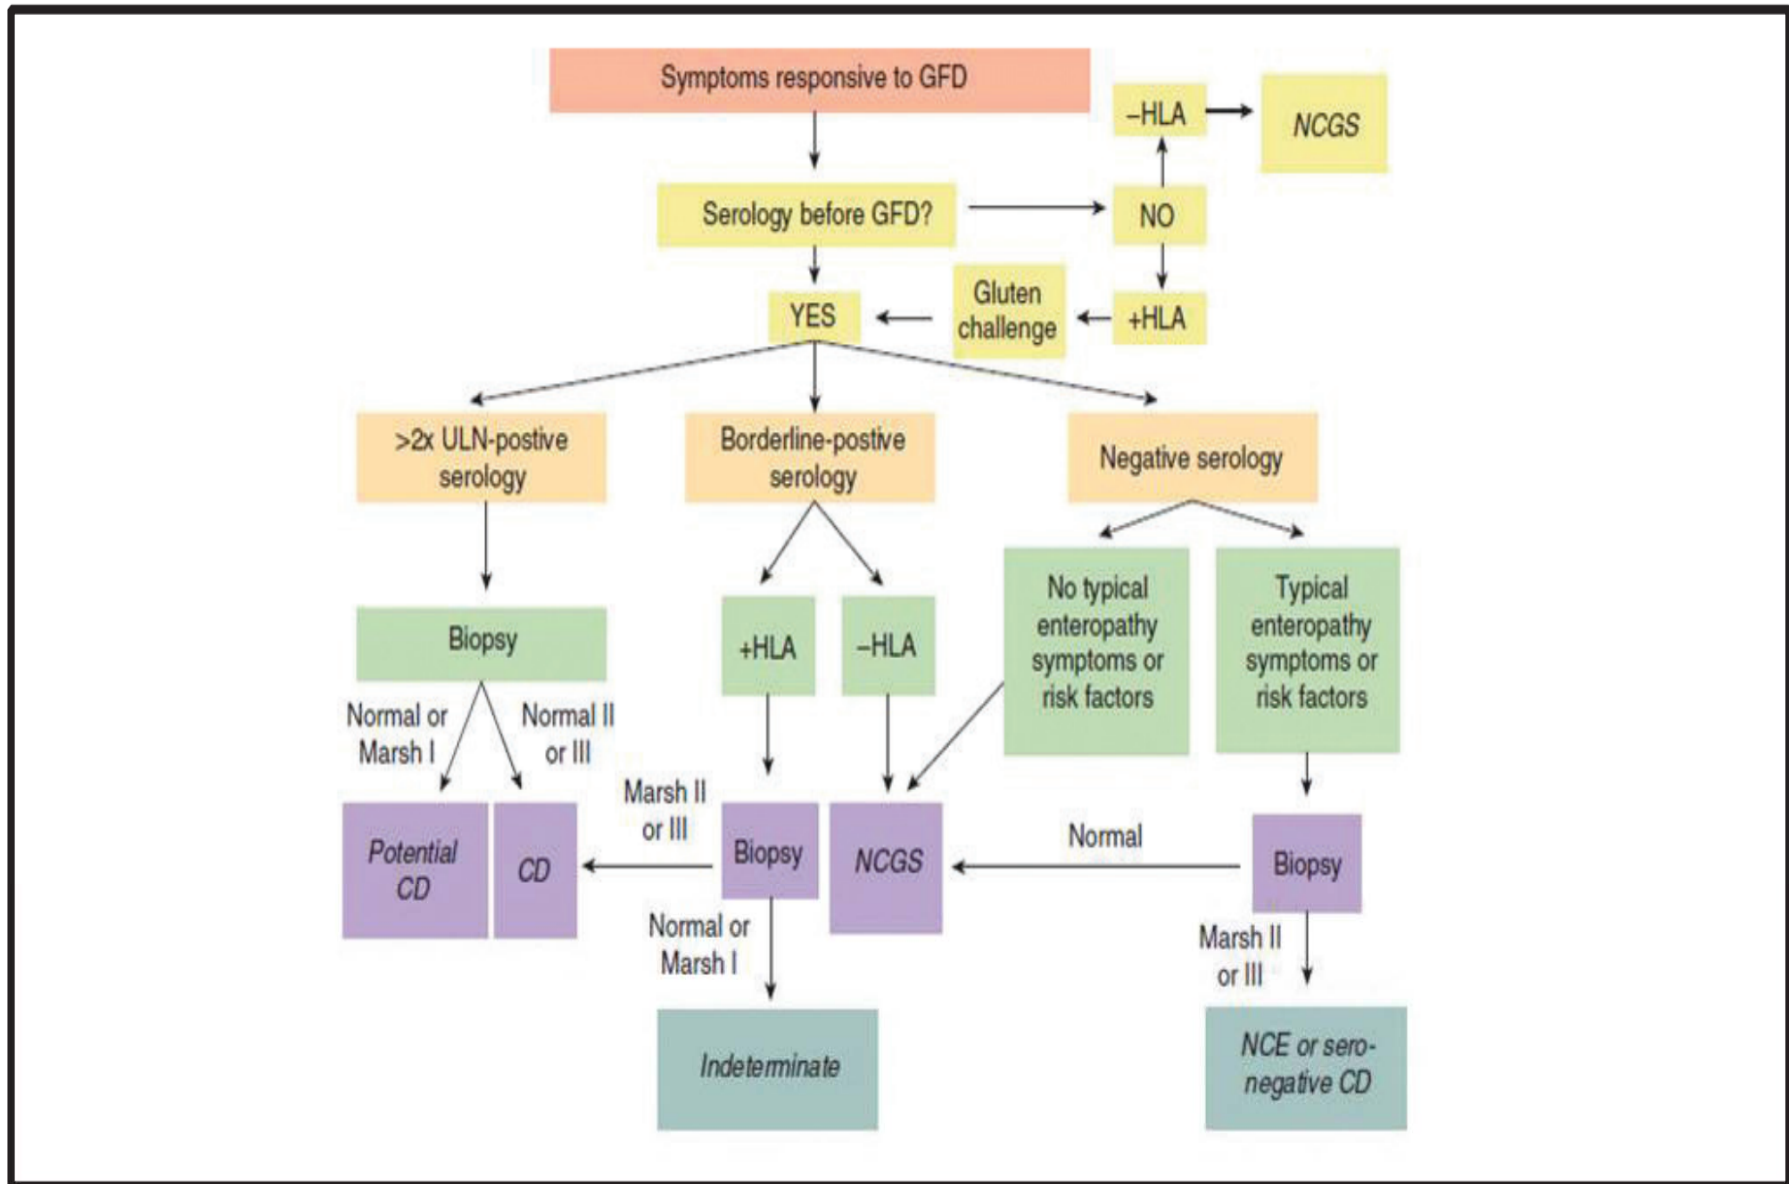 Symptoms responsive to GFD
–HLA
NCGS
Serology before GFD?
NO
YES
Gluten
challenge
+HLA
>2x ULN-postive
serology
Borderline-postive
serology
Negative serology
Biopsy
+HLA
–HLA
No typical
enteropathy
symptoms or
risk factors
Typical
enteropathy
symptoms or
risk factors
Normal or
Marsh I
Normal II
or III
Potential
CD
CD
Marsh II
or III
Biopsy
NCGS
Normal
Biopsy
Normal or
Marsh I
Marsh II
or III
Indeterminate
NCE or sero-
negative CD